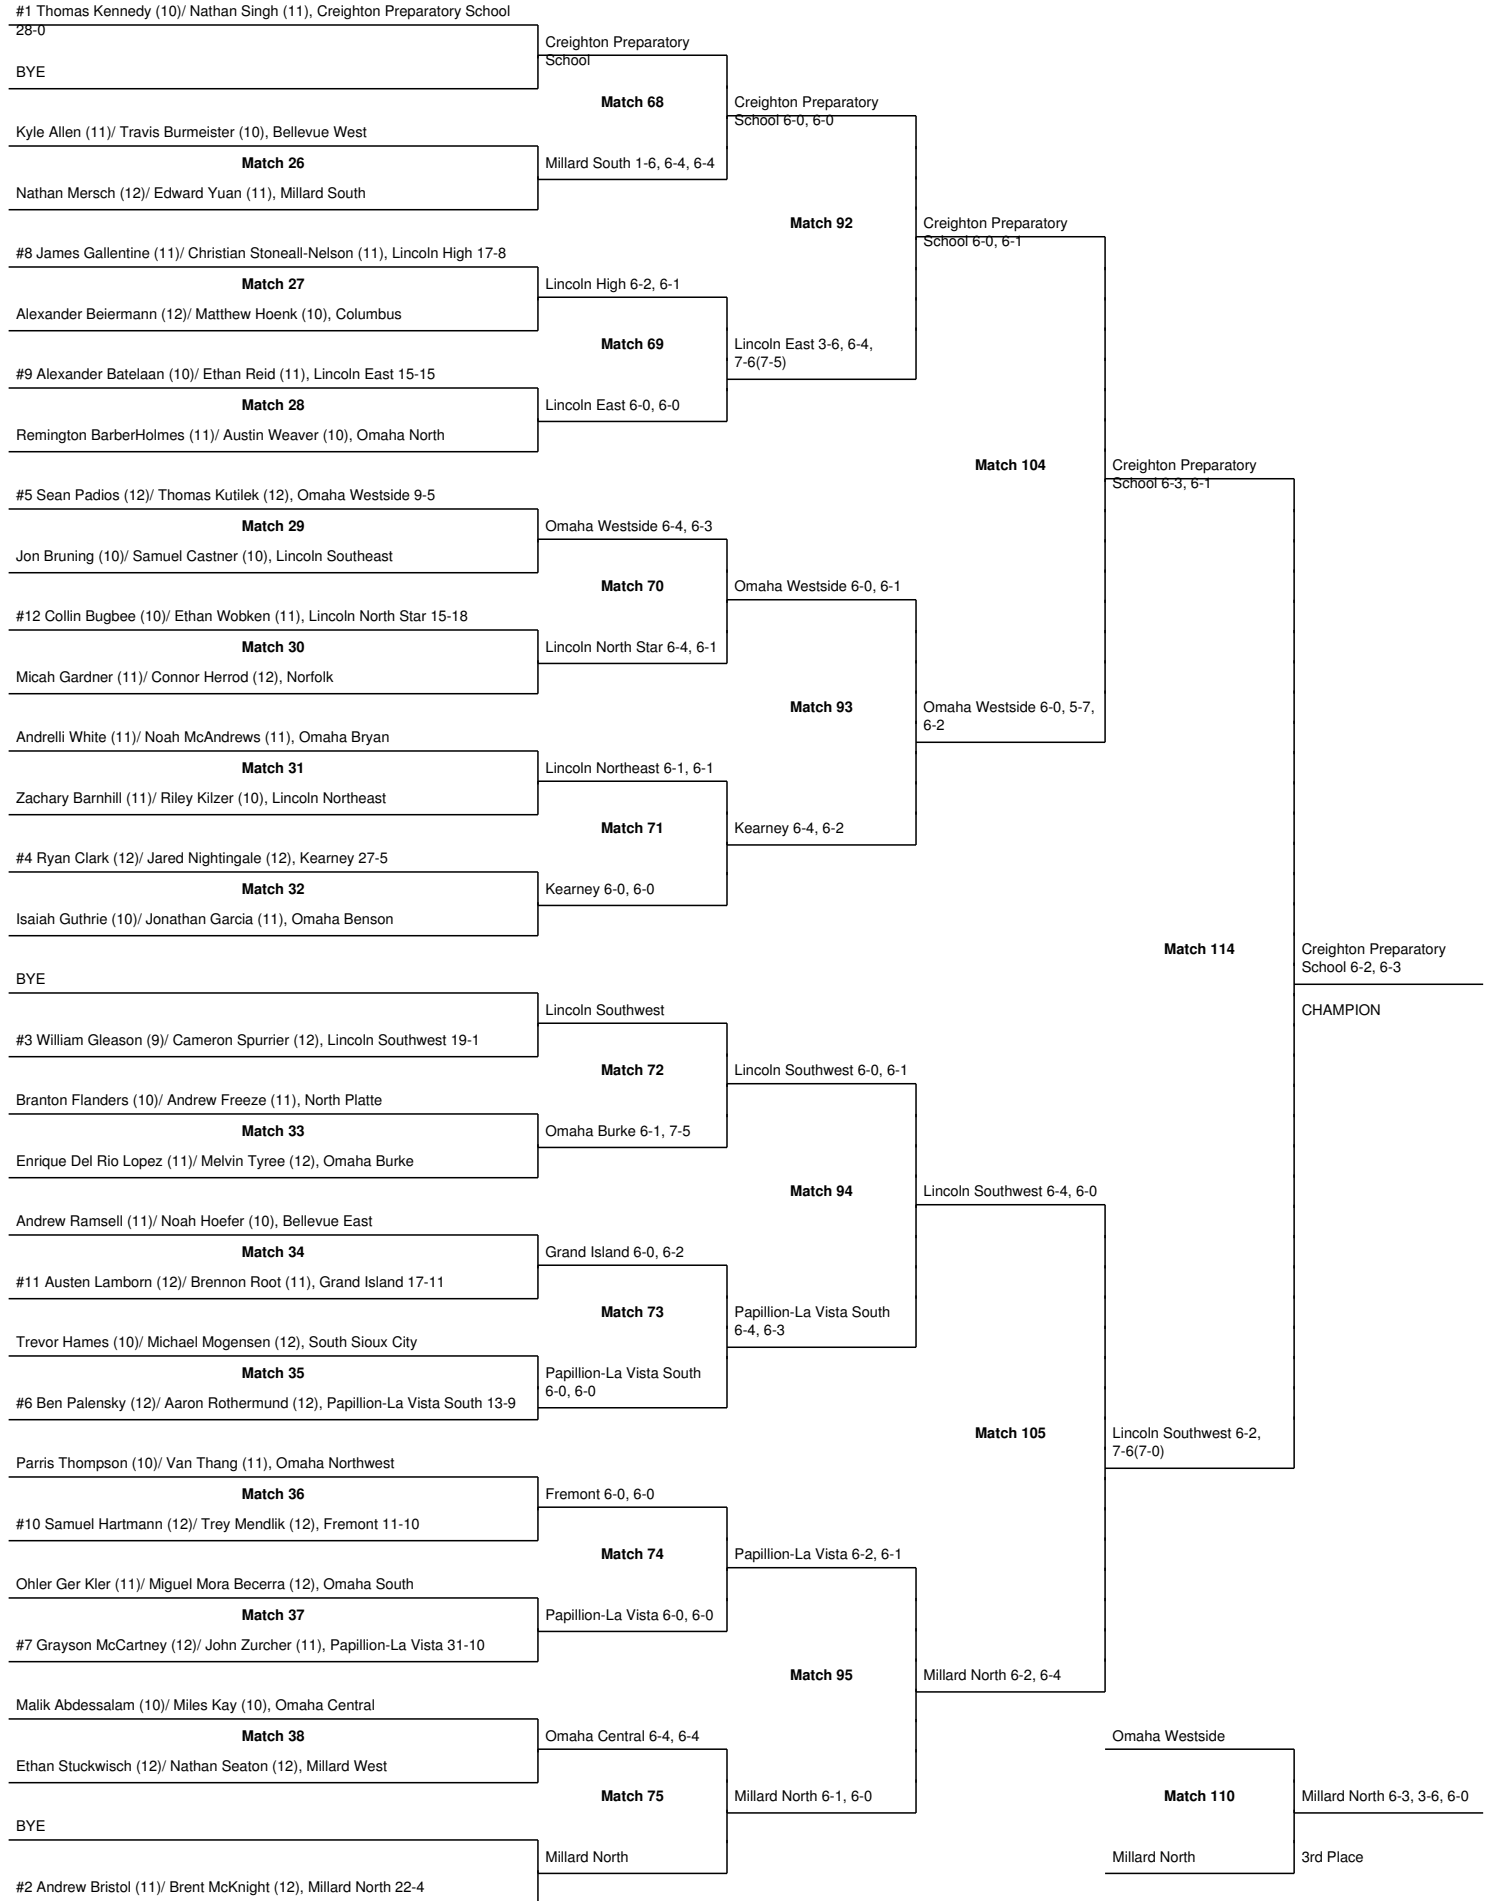 #1 Thomas Kennedy (10)/ Nathan Singh (11), Creighton Preparatory School
28-0
Creighton Preparatory
School
BYE
Match 68
Creighton Preparatory
School 6-0, 6-0
Kyle Allen (11)/ Travis Burmeister (10), Bellevue West
Match 26
Millard South 1-6, 6-4, 6-4
Nathan Mersch (12)/ Edward Yuan (11), Millard South
Match 92
Creighton Preparatory
School 6-0, 6-1
#8 James Gallentine (11)/ Christian Stoneall-Nelson (11), Lincoln High 17-8
Match 27
Lincoln High 6-2, 6-1
Alexander Beiermann (12)/ Matthew Hoenk (10), Columbus
Match 69
Lincoln East 3-6, 6-4,
7-6(7-5)
#9 Alexander Batelaan (10)/ Ethan Reid (11), Lincoln East 15-15
Match 28
Lincoln East 6-0, 6-0
Remington BarberHolmes (11)/ Austin Weaver (10), Omaha North
Match 104
Creighton Preparatory
School 6-3, 6-1
#5 Sean Padios (12)/ Thomas Kutilek (12), Omaha Westside 9-5
Match 29
Omaha Westside 6-4, 6-3
Jon Bruning (10)/ Samuel Castner (10), Lincoln Southeast
Match 70
Omaha Westside 6-0, 6-1
#12 Collin Bugbee (10)/ Ethan Wobken (11), Lincoln North Star 15-18
Match 30
Lincoln North Star 6-4, 6-1
Micah Gardner (11)/ Connor Herrod (12), Norfolk
Match 93
Omaha Westside 6-0, 5-7,
6-2
Andrelli White (11)/ Noah McAndrews (11), Omaha Bryan
Match 31
Lincoln Northeast 6-1, 6-1
Zachary Barnhill (11)/ Riley Kilzer (10), Lincoln Northeast
Match 71
Kearney 6-4, 6-2
#4 Ryan Clark (12)/ Jared Nightingale (12), Kearney 27-5
Match 32
Kearney 6-0, 6-0
Isaiah Guthrie (10)/ Jonathan Garcia (11), Omaha Benson
Match 114
Creighton Preparatory
School 6-2, 6-3
CHAMPION
BYE
Lincoln Southwest
#3 William Gleason (9)/ Cameron Spurrier (12), Lincoln Southwest 19-1
Match 72
Lincoln Southwest 6-0, 6-1
Branton Flanders (10)/ Andrew Freeze (11), North Platte
Match 33
Omaha Burke 6-1, 7-5
Enrique Del Rio Lopez (11)/ Melvin Tyree (12), Omaha Burke
Match 94
Lincoln Southwest 6-4, 6-0
Andrew Ramsell (11)/ Noah Hoefer (10), Bellevue East
Match 34
Grand Island 6-0, 6-2
#11 Austen Lamborn (12)/ Brennon Root (11), Grand Island 17-11
Match 73
Papillion-La Vista South
6-4, 6-3
Trevor Hames (10)/ Michael Mogensen (12), South Sioux City
Match 35
Papillion-La Vista South
6-0, 6-0
#6 Ben Palensky (12)/ Aaron Rothermund (12), Papillion-La Vista South 13-9
Match 105
Lincoln Southwest 6-2,
7-6(7-0)
Parris Thompson (10)/ Van Thang (11), Omaha Northwest
Match 36
Fremont 6-0, 6-0
#10 Samuel Hartmann (12)/ Trey Mendlik (12), Fremont 11-10
Match 74
Papillion-La Vista 6-2, 6-1
Ohler Ger Kler (11)/ Miguel Mora Becerra (12), Omaha South
Match 37
Papillion-La Vista 6-0, 6-0
#7 Grayson McCartney (12)/ John Zurcher (11), Papillion-La Vista 31-10
Match 95
Millard North 6-2, 6-4
Malik Abdessalam (10)/ Miles Kay (10), Omaha Central
Match 38
Omaha Central 6-4, 6-4
Omaha Westside
Ethan Stuckwisch (12)/ Nathan Seaton (12), Millard West
Match 75
Millard North 6-1, 6-0
Match 110
Millard North 6-3, 3-6, 6-0
BYE
Millard North
Millard North
3rd Place
#2 Andrew Bristol (11)/ Brent McKnight (12), Millard North 22-4